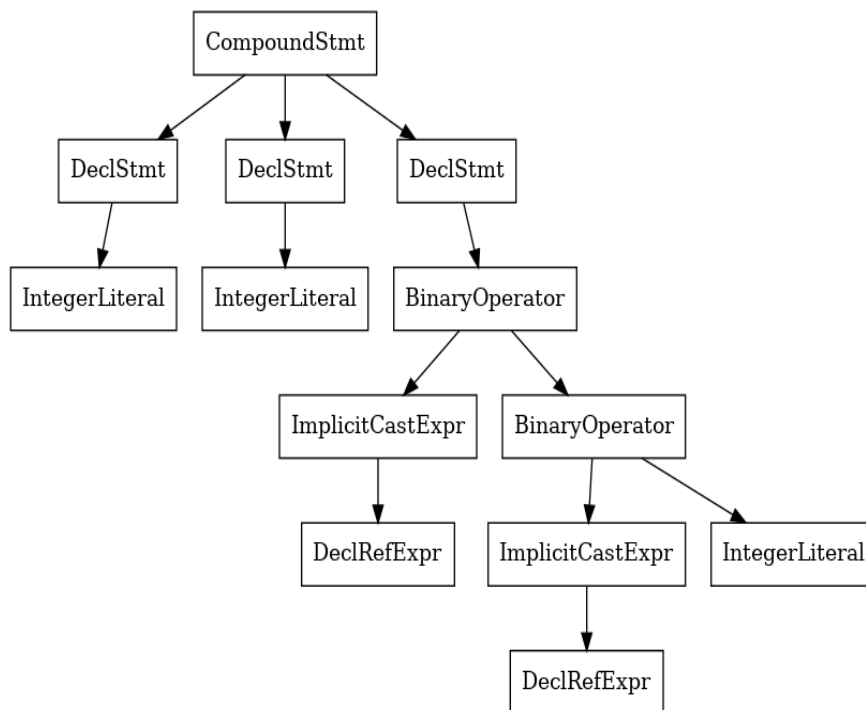 CompoundStmt
DeclStmt
DeclStmt
DeclStmt
IntegerLiteral
IntegerLiteral
BinaryOperator
ImplicitCastExpr
BinaryOperator
DeclRefExpr
ImplicitCastExpr
IntegerLiteral
DeclRefExpr